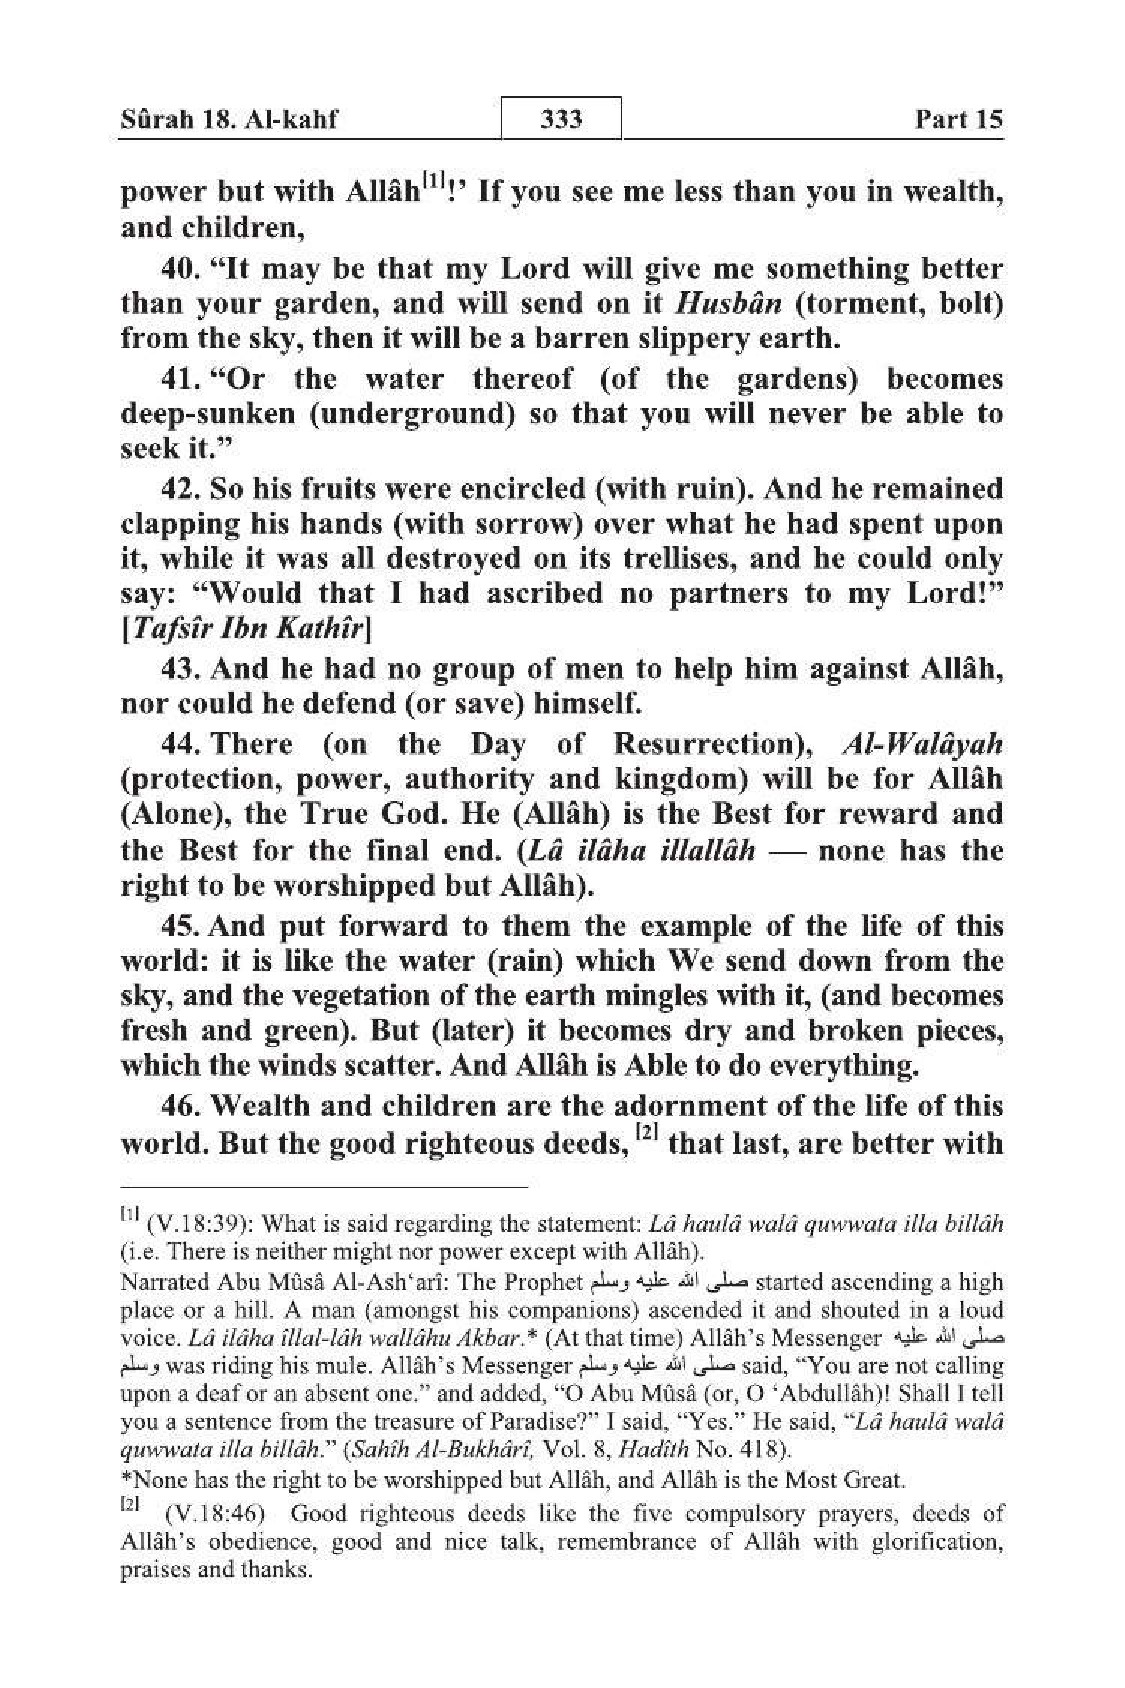 Sûrah 18. Al-kahf 333 Part 15
power but with Allâh[1]!’ If you see me less than you in wealth,
and children,
40. “It may be that my Lord will give me something better
than your garden, and will send on it Husbân (torment, bolt)
from the sky, then it will be a barren slippery earth.
41. “Or the water thereof (of the gardens) becomes
deep-sunken (underground) so that you will never be able to
seek it.”
42. So his fruits were encircled (with ruin). And he remained
clapping his hands (with sorrow) over what he had spent upon
it, while it was all destroyed on its trellises, and he could only
say: “Would that I had ascribed no partners to my Lord!”
[Tafsîr Ibn Kathîr]
43. And he had no group of men to help him against Allâh,
nor could he defend (or save) himself.
44. There (on the Day of Resurrection), Al-Walâyah
(protection, power, authority and kingdom) will be for Allâh
(Alone), the True God. He (Allâh) is the Best for reward and
the Best for the final end. (Lâ ilâha illallâh — none has the
right to be worshipped but Allâh).
45. And put forward to them the example of the life of this
world: it is like the water (rain) which We send down from the
sky, and the vegetation of the earth mingles with it, (and becomes
fresh and green). But (later) it becomes dry and broken pieces,
which the winds scatter. And Allâh is Able to do everything.
46. Wealth and children are the adornment of the life of this
world. But the good righteous deeds, [2] that last, are better with
[1] (V.18:39): What is said regarding the statement: Lâ haulâ walâ quwwata illa billâh
(i.e. There is neither might nor power except with Allâh).
Narrated Abu Mûsâ Al-Ash‘arî: The Prophet صلى الله عليه وسلم started ascending a high
place or a hill. A man (amongst his companions) ascended it and shouted in a loud
voice. Lâ ilâha illal-lâh wallâhu Akbar.* (At that time) Allâh’s Messenger صلى الله عليه
وسلم was riding his mule. Allâh’s Messenger صلى الله عليه وسلم said, “You are not calling
upon a deaf or an absent one.” and added, “O Abu Mûsâ (or, O ‘Abdullâh)! Shall I tell
you a sentence from the treasure of Paradise?” I said, “Yes.” He said, “Lâ haulâ walâ
quwwata illa billâh.” (Sahîh Al-Bukhârî, Vol. 8, Hadîth No. 418).
*None has the right to be worshipped but Allâh, and Allâh is the Most Great.
[2] (V.18:46) Good righteous deeds like the five compulsory prayers, deeds of
Allâh’s obedience, good and nice talk, remembrance of Allâh with glorification,
praises and thanks.